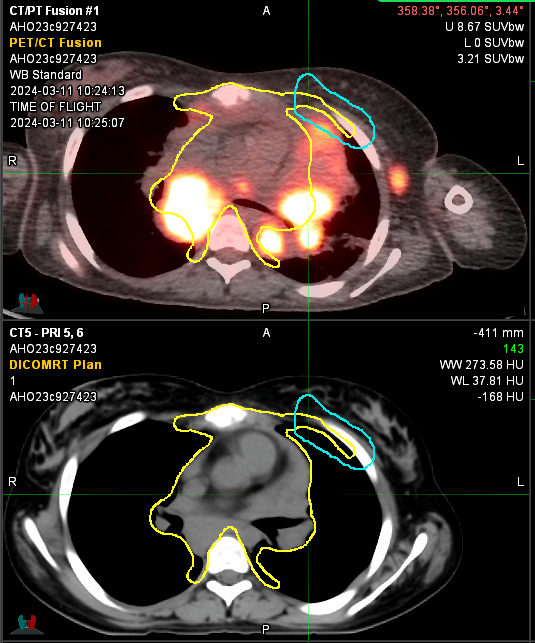 CT/PT Fusion #1
AHO23c927423
PET/CT Fusion
AHO23c927423
WB Standard
2024-03-11 10:24:13
TIME OF FLIGHT
2024-03-11 10:25:07
A
358.38°, 356.06°, 3.44°
U 8.67 SUVbw
L 0 SUVbw
3.21 SUVbw
R
L
P
CT5 - PRI 5, 6
AHO23c927423
DICOMRT Plan
1
AHO23c927423
A
-411 mm
143
WW 273.58 HU
WL 37.81 HU
-168 HU
R
L
P